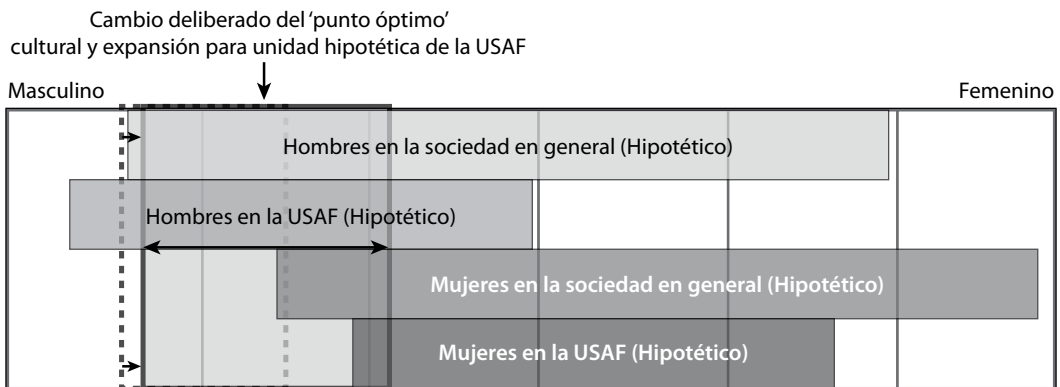 Cambio deliberado del ‘punto óptimo’
cultural y expansión para unidad hipotética de la USAF
Masculino
Femenino
Hombres en la sociedad en general (Hipotético)
Hombres en la USAF (Hipotético)
Mujeres en la sociedad en general (Hipotético)
Mujeres en la USAF (Hipotético)